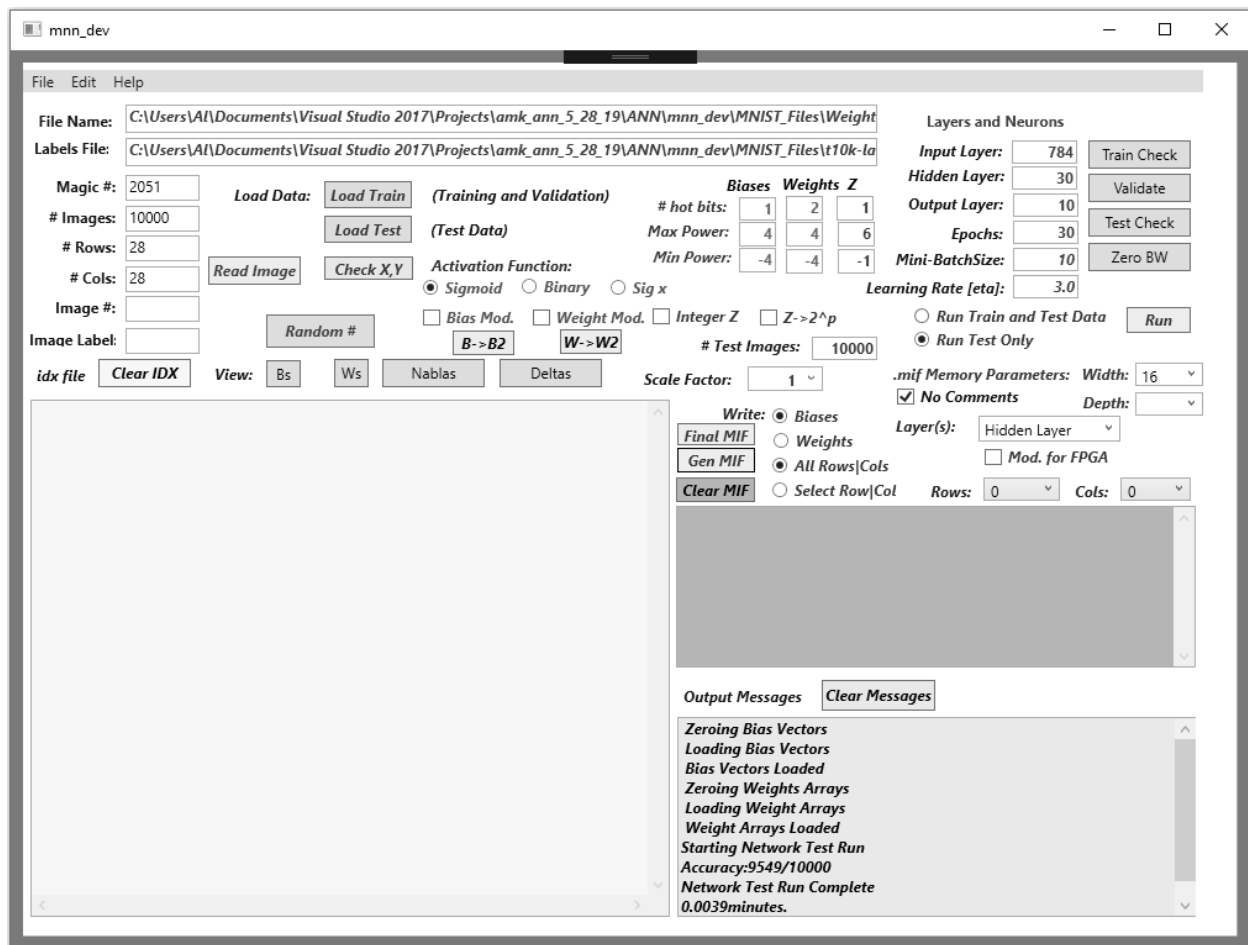 mnn_dev
File Edit Help
File Name: C:\Users\Al\Documents\Visual Studio 2017\Projects\amk_ann_5_28_19\ANN\mnn_dev\MNIST_Files\Weight
Labels File: C:\Users\Al\Documents\Visual Studio 2017\Projects\amk_ann_5_28_19\ANN\mnn_dev\MNIST_Files\t10k-la
Layers and Neurons
Input Layer: 784 Train Check
Hidden Layer: 30 Validate
Output Layer: 10 Test Check
Epochs: 30
Mini-BatchSize: 10 Zero BW
Learning Rate [eta]: 3.0
Magic #: 2051
# Images: 10000
# Rows: 28
# Cols: 28
Image #:
Image Label:
Load Data: Load Train (Training and Validation)
Load Test (Test Data)
Read Image Check X,Y
Biases Weights Z
# hot bits: 1 2 1
Max Power: 4 4 6
Min Power: -4 -4 -1
Activation Function:
Sigmoid Binary Sig x
Bias Mod. Weight Mod. Integer Z Z->2^p
Random # B->B2 W->W2
# Test Images: 10000
Run Train and Test Data
Run Test Only
Run
idx file Clear IDX View: Bs Ws Nablas Deltas
Scale Factor: 1
.mif Memory Parameters: Width: 16
No Comments Depth:
Write: Biases
Final MIF Weights
Gen MIF All Rows|Cols
Clear MIF Select Row|Col
Layer(s): Hidden Layer
Mod. for FPGA
Rows: 0 Cols: 0
Output Messages Clear Messages
Zeroing Bias Vectors
Loading Bias Vectors
Bias Vectors Loaded
Zeroing Weights Arrays
Loading Weight Arrays
Weight Arrays Loaded
Starting Network Test Run
Accuracy:9549/10000
Network Test Run Complete
0.0039minutes.